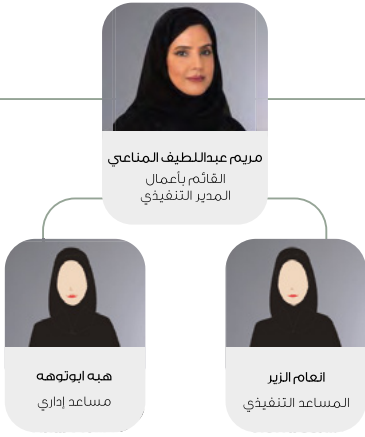 مريم عبداللطيف المناعي
القائم بأعمال
المدير التنفيذي
انعام الزير
المساعد التنفيذي
هبه ابوتوهه
مساعد إداري